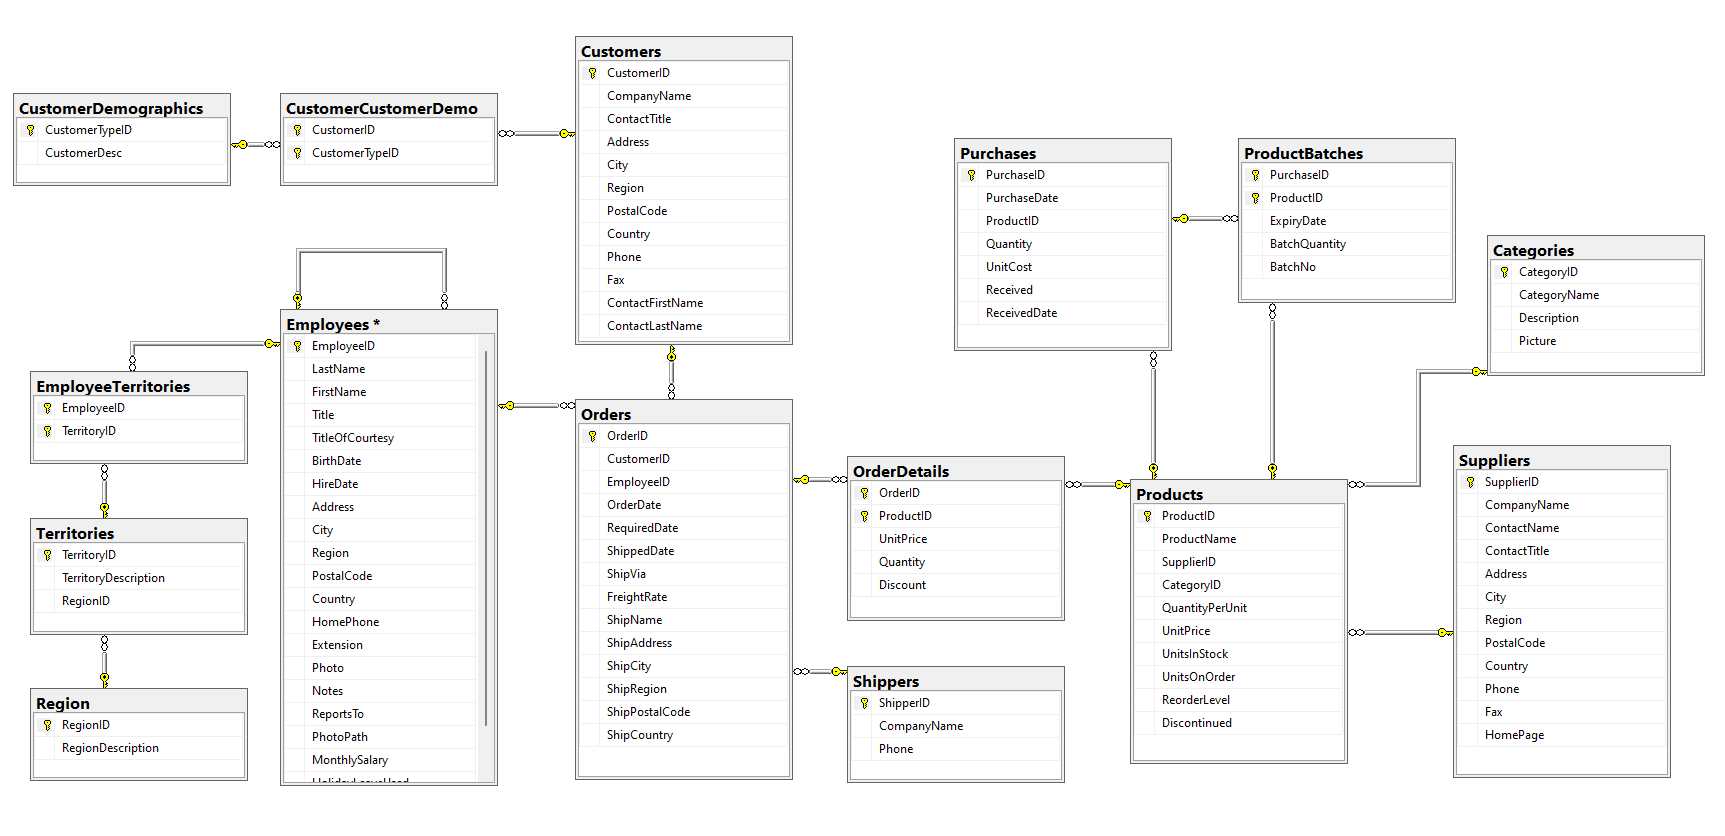 Customers
CustomerID
CompanyName
ContactTitle
Address
City
Region
PostalCode
Country
Phone
Fax
ContactFirstName
ContactLastName
CustomerDemographics
CustomerTypeID
CustomerDesc
CustomerCustomerDemo
CustomerID
CustomerTypeID
Purchases
PurchaseID
PurchaseDate
ProductID
Quantity
UnitCost
Received
ReceivedDate
ProductBatches
PurchaseID
ProductID
ExpiryDate
BatchQuantity
BatchNo
Categories
CategoryID
CategoryName
Description
Picture
Employees *
EmployeeID
LastName
FirstName
Title
TitleOfCourtesy
BirthDate
HireDate
Address
City
Region
PostalCode
Country
HomePhone
Extension
Photo
Notes
ReportsTo
PhotoPath
MonthlySalary
HolidayLeaveUsed
EmployeeTerritories
EmployeeID
TerritoryID
Territories
TerritoryID
TerritoryDescription
RegionID
Region
RegionID
RegionDescription
Orders
OrderID
CustomerID
EmployeeID
OrderDate
RequiredDate
ShippedDate
ShipVia
FreightRate
ShipName
ShipAddress
ShipCity
ShipRegion
ShipPostalCode
ShipCountry
OrderDetails
OrderID
ProductID
UnitPrice
Quantity
Discount
Shippers
ShipperID
CompanyName
Phone
Products
ProductID
ProductName
SupplierID
CategoryID
QuantityPerUnit
UnitPrice
UnitsInStock
UnitsOnOrder
ReorderLevel
Discontinued
Suppliers
SupplierID
CompanyName
ContactName
ContactTitle
Address
City
Region
PostalCode
Country
Phone
Fax
HomePage